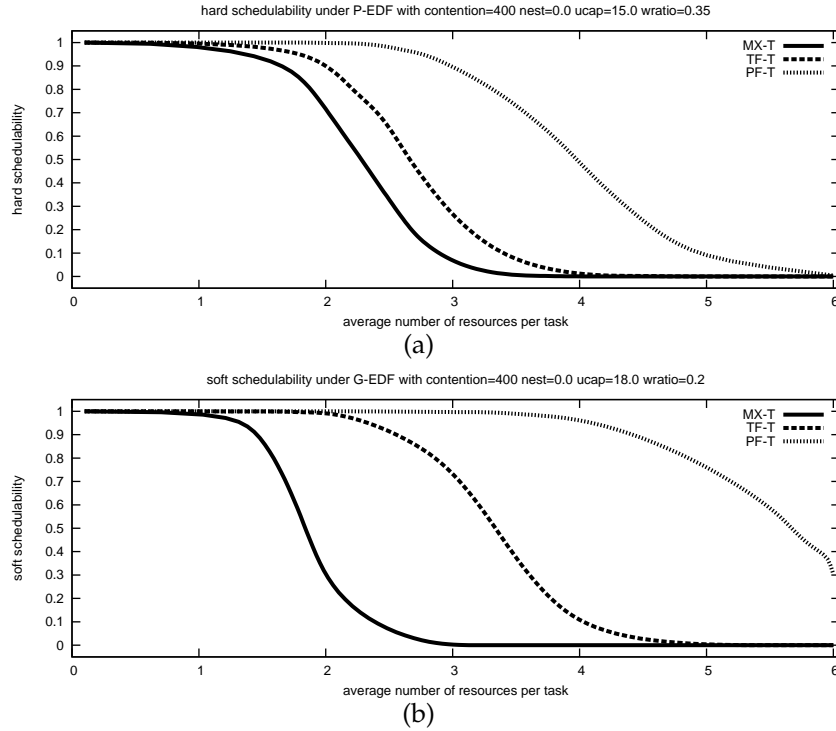 hard schedulability under P-EDF with contention=400 nest=0.0 ucap=15.0 wratio=0.35
MX-T
TF-T
PF-T
hard schedulability
1
0.9
0.8
0.7
0.6
0.5
0.4
0.3
0.2
0.1
0
0 1 2 3 4 5 6
average number of resources per task
(a)
soft schedulability under G-EDF with contention=400 nest=0.0 ucap=18.0 wratio=0.2
MX-T
TF-T
PF-T
soft schedulability
1
0.9
0.8
0.7
0.6
0.5
0.4
0.3
0.2
0.1
0
0 1 2 3 4 5 6
average number of resources per task
(b)